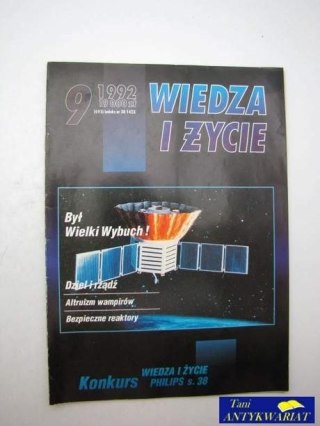 9
1992
WIEDZA
I ŻYCIE
Był
Wielki Wybuch!
Dziel i rządź
Altruizm wampirów
Bezpieczne reaktory
Konkurs
WIEDZA I ŻYCIE
PHILIPS s. 38
Tani
ANTYKWARIAT